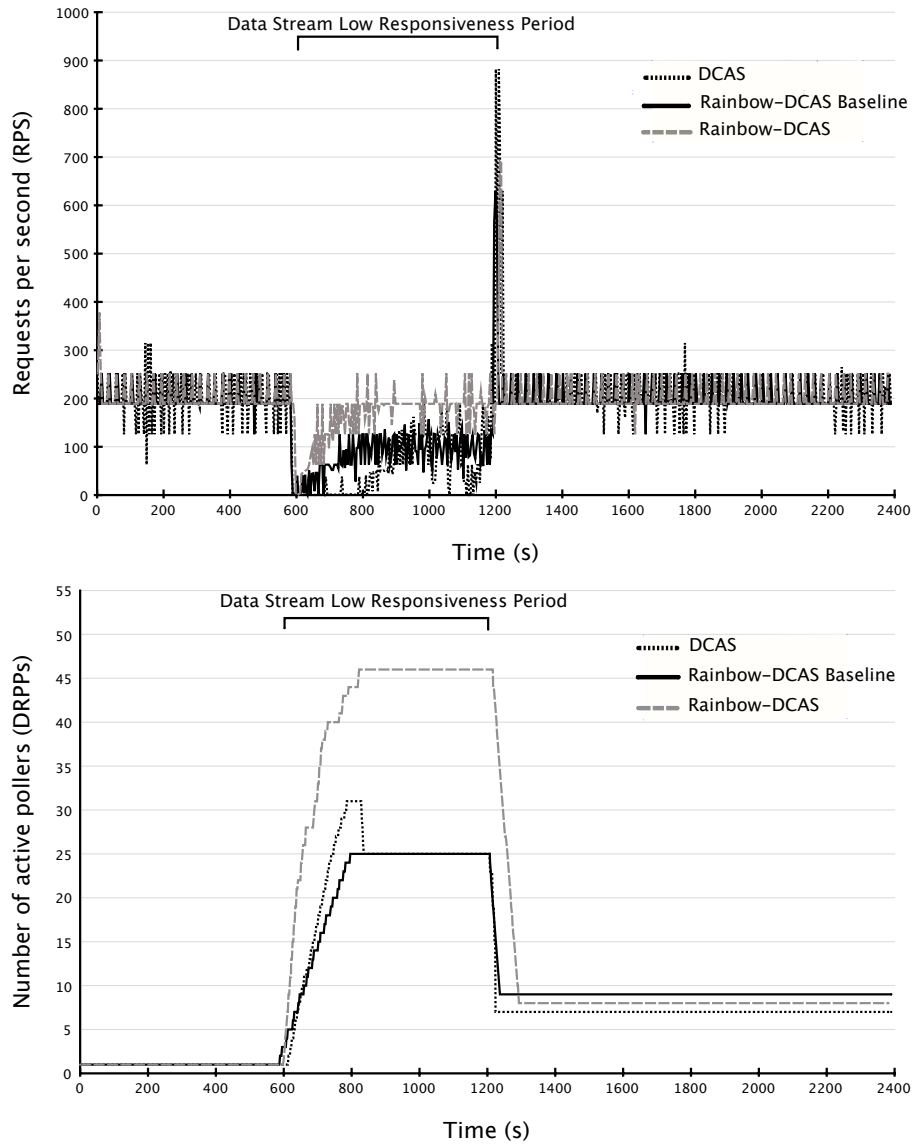 Data Stream Low Responsiveness Period
DCAS
Rainbow-DCAS Baseline
Rainbow-DCAS
Requests per second (RPS)
1000
900
800
700
600
500
400
300
200
100
0
0 200 400 600 800 1000 1200 1400 1600 1800 2000 2200 2400
Time (s)
Data Stream Low Responsiveness Period
DCAS
Rainbow-DCAS Baseline
Rainbow-DCAS
Number of active pollers (DRPPs)
55
50
45
40
35
30
25
20
15
10
5
0
0 200 400 600 800 1000 1200 1400 1600 1800 2000 2200 2400
Time (s)